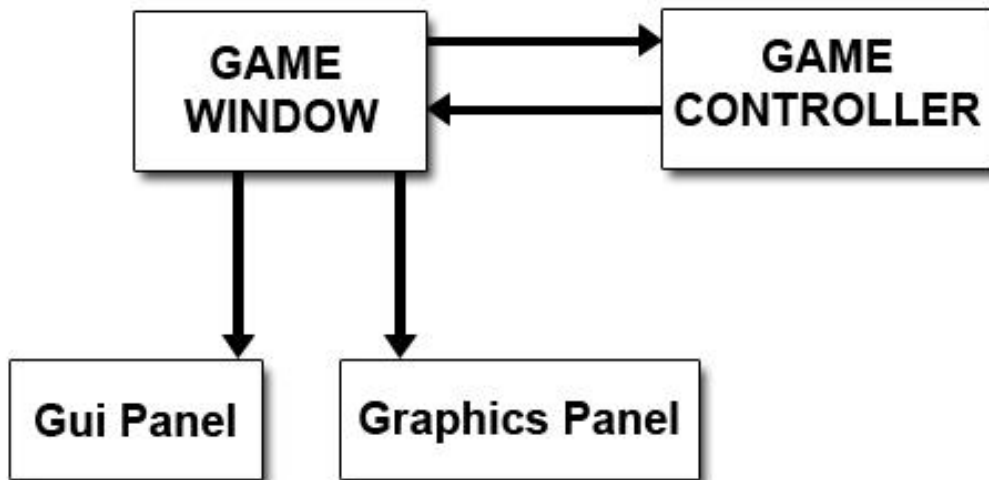 GAME
WINDOW
GAME
CONTROLLER
Gui Panel
Graphics Panel